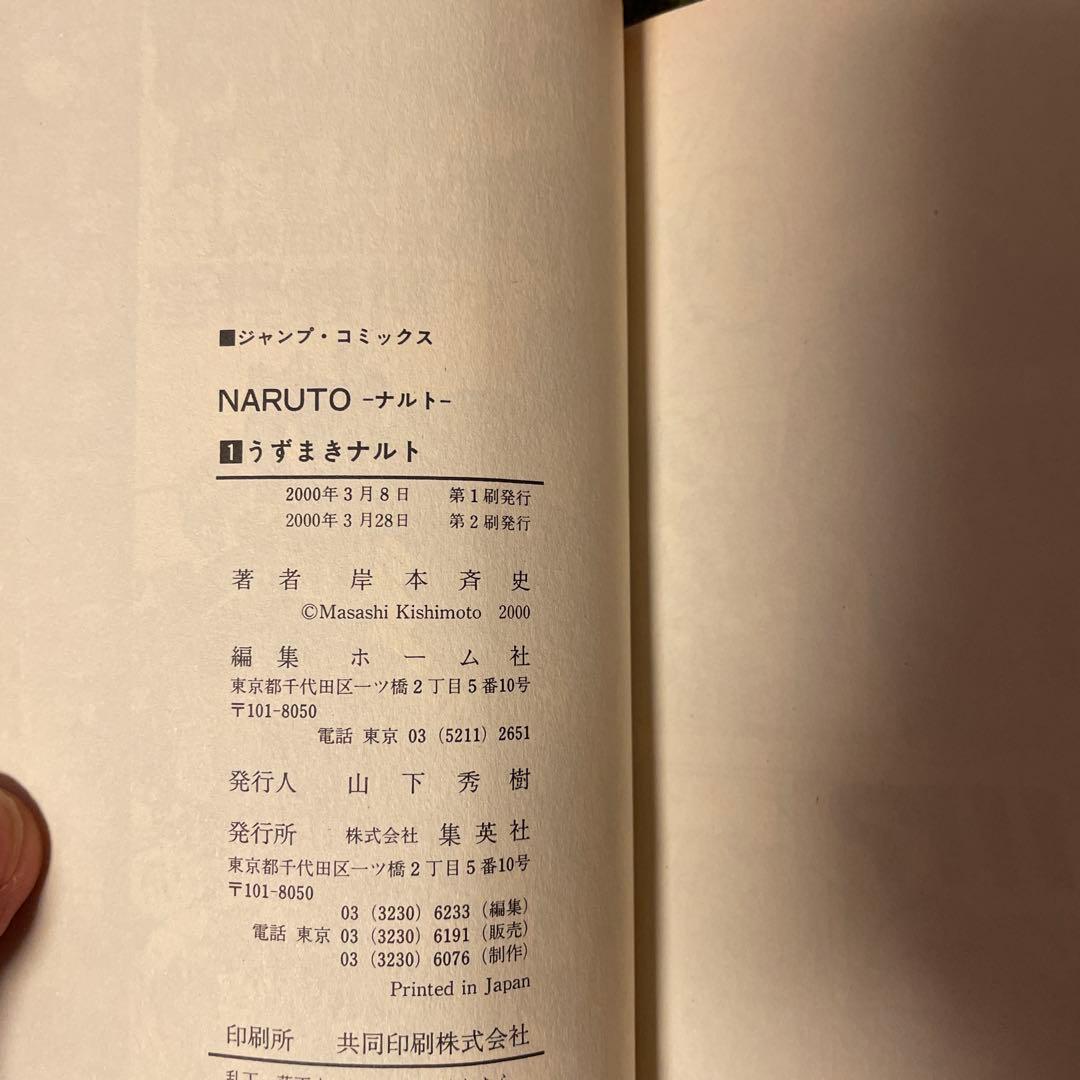 ■ジャンプ・コミックス
NARUTO −ナルト−
1うずまきナルト
2000年3月8日 第1刷発行
2000年3月28日 第2刷発行
著者 岸本斉史
©Masashi Kishimoto 2000
編集 ホーム社
東京都千代田区一ツ橋2丁目5番10号
〒101-8050
電話 東京 03 (5211) 2651
発行人 山下秀樹
発行所 株式会社 集英社
東京都千代田区一ツ橋2丁目5番10号
〒101-8050
03 (3230) 6233 (編集)
電話 東京 03 (3230) 6191 (販売)
03 (3230) 6076 (制作)
Printed in Japan
印刷所 共同印刷株式会社